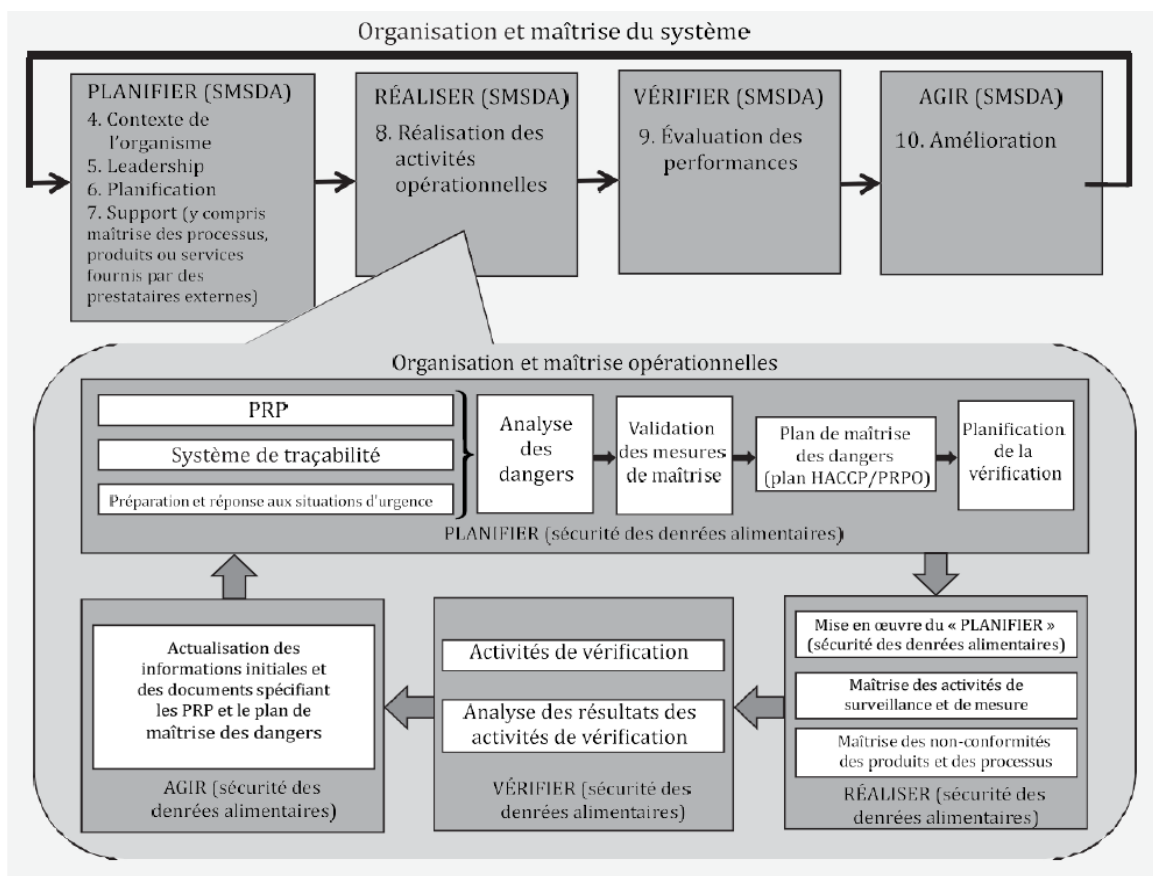 Organisation et maîtrise du système
PLANIFIER (SMSDA)
4. Contexte de
l'organisme
5. Leadership
6. Planification
7. Support (y compris
maîtrise des processus,
produits ou services
fournis par des
prestataires externes)
RÉALISER (SMSDA)
8. Réalisation des
activités
opérationnelles
VÉRIFIER (SMSDA)
9. Évaluation des
performances
AGIR (SMSDA)
10. Amélioration
Organisation et maîtrise opérationnelles
PRP
Système de traçabilité
Préparation et réponse aux situations d'urgence
Analyse
des
dangers
Validation
des mesures
de maîtrise
Plan de maîtrise
des dangers
(plan HACCP/PRPO)
Planification
de la
vérification
PLANIFIER (sécurité des denrées alimentaires)
Actualisation des
informations initiales et
des documents spécifiant
les PRP et le plan de
maîtrise des dangers
AGIR (sécurité des
denrées alimentaires)
Activités de vérification
Analyse des résultats des
activités de vérification
VÉRIFIER (sécurité des
denrées alimentaires)
Mise en œuvre du « PLANIFIER »
(sécurité des denrées alimentaires)
Maîtrise des activités de
surveillance et de mesure
Maîtrise des non-conformités
des produits et des processus
RÉALISER (sécurité des
denrées alimentaires)